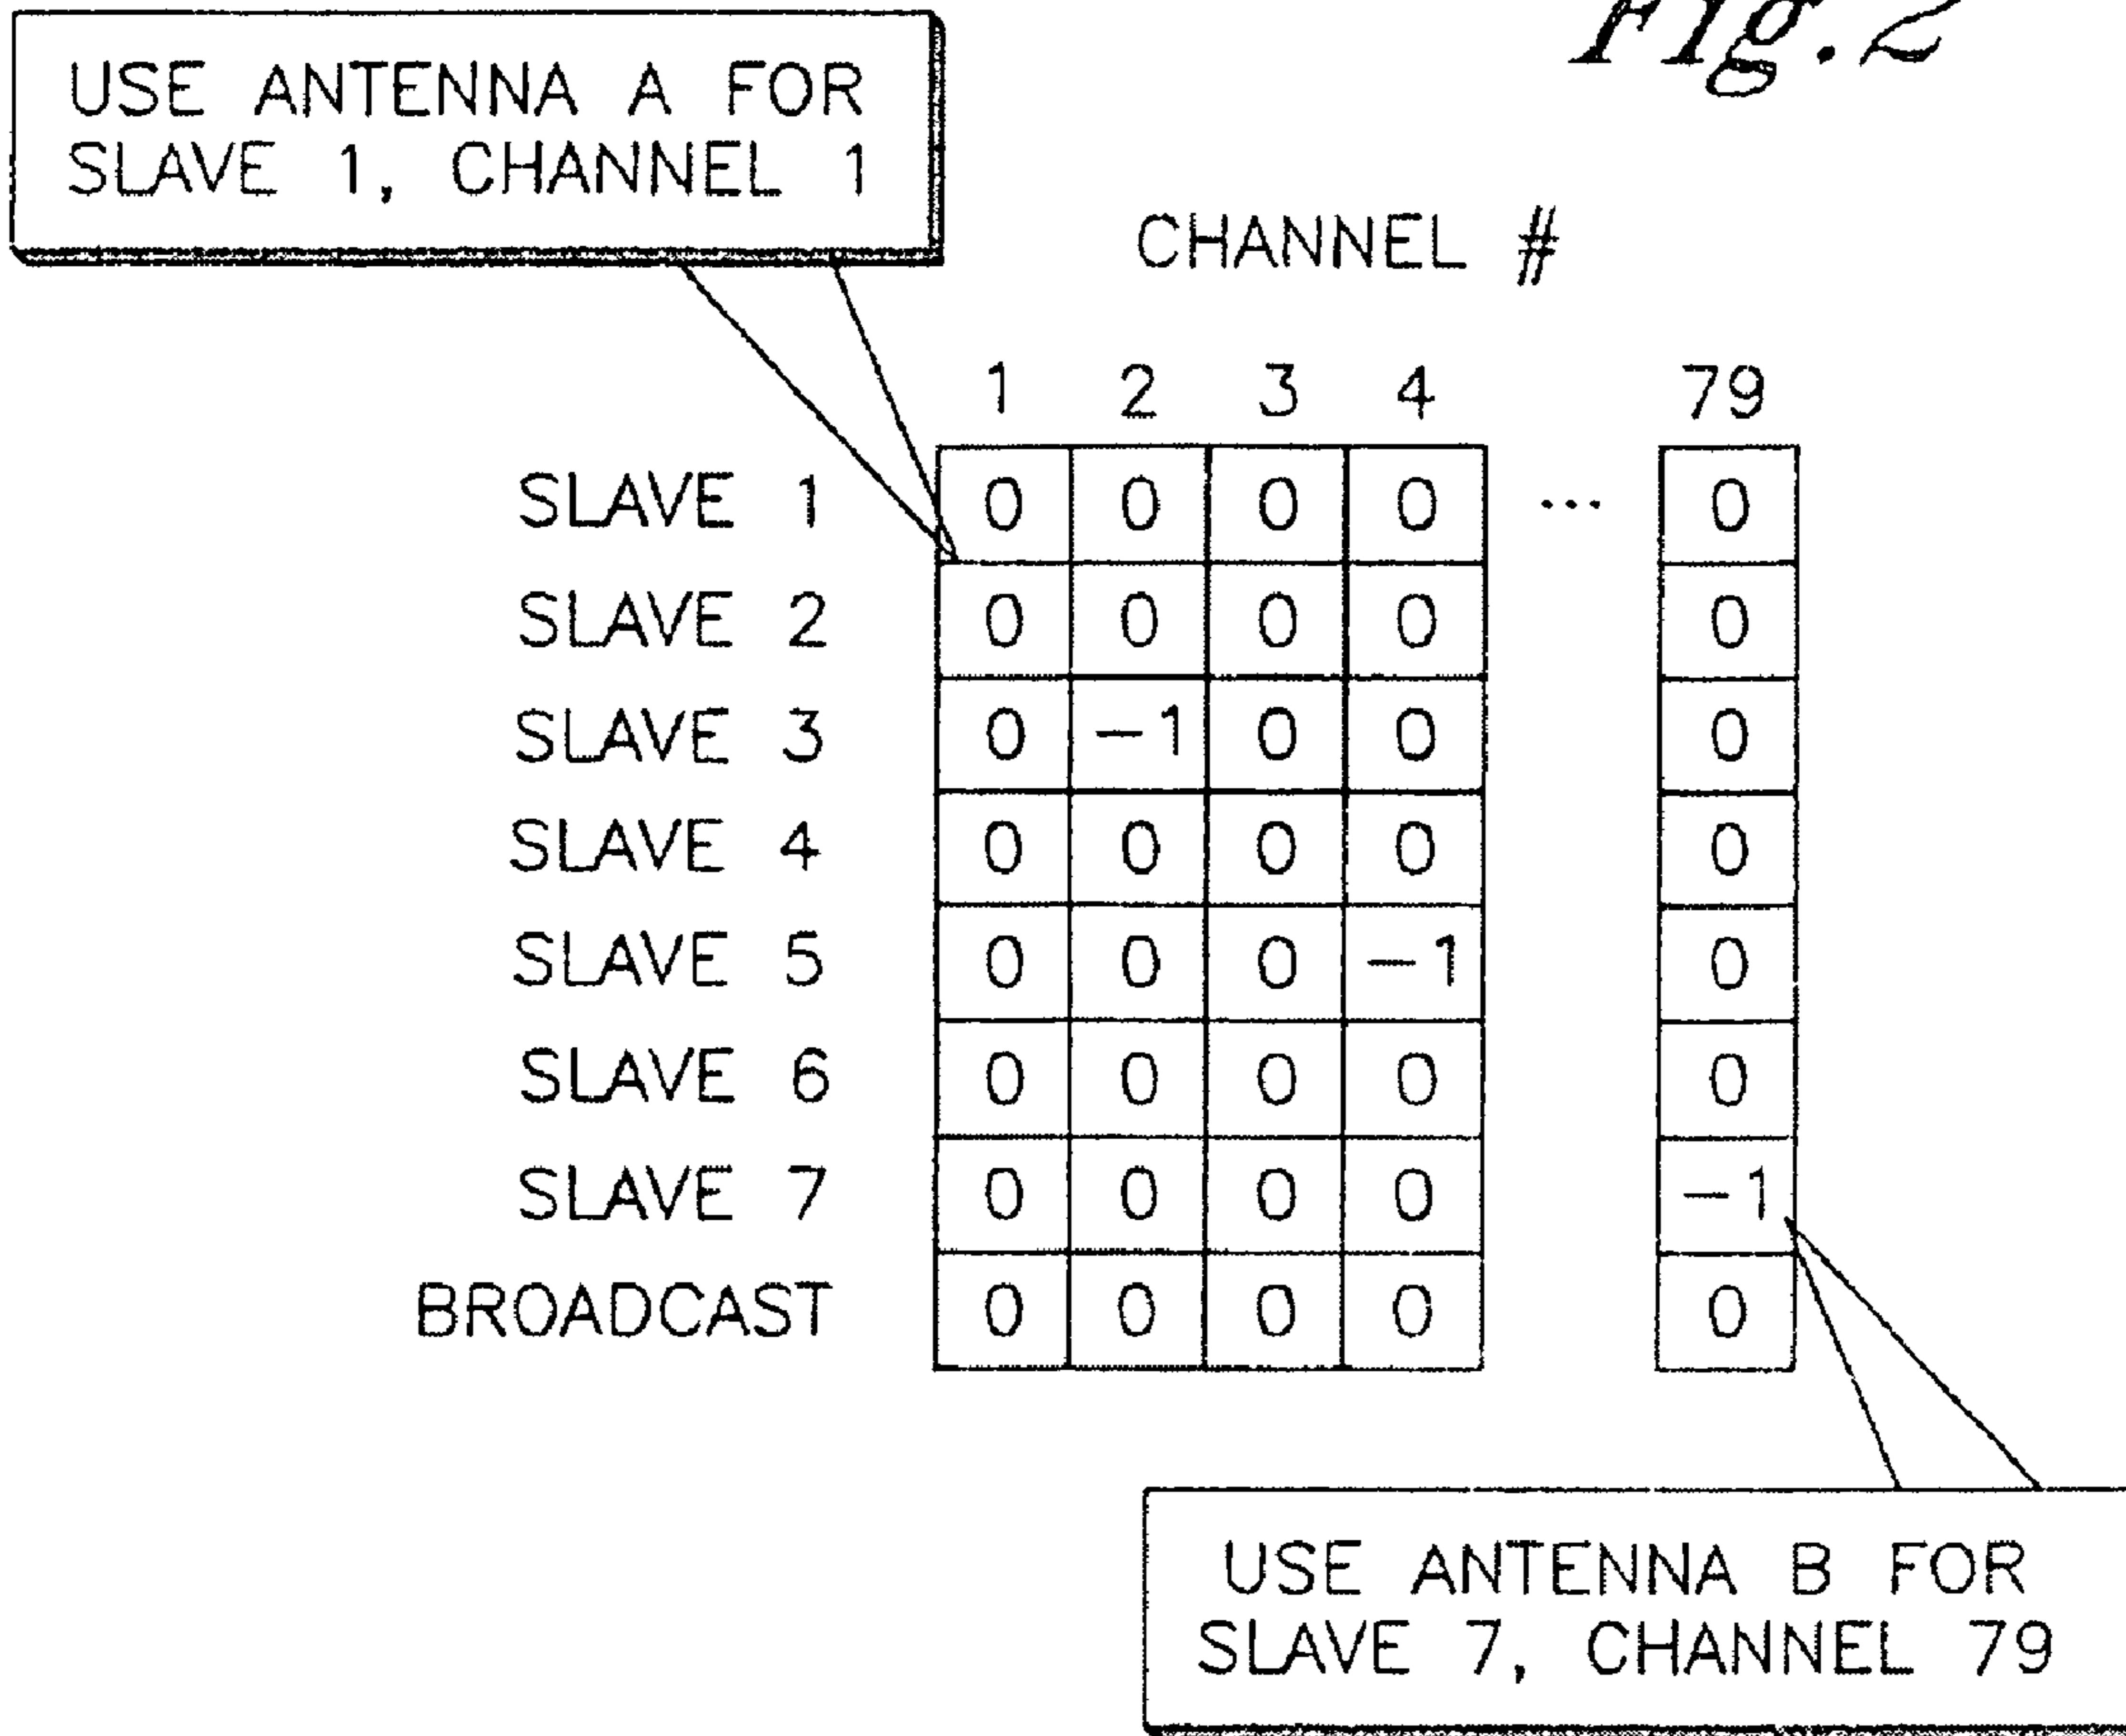 Fig. 2
USE ANTENNA A FOR
SLAVE 1, CHANNEL 1
CHANNEL #
1 2 3 4 79
SLAVE 1 0 0 0 0 ... 0
SLAVE 2 0 0 0 0 0
SLAVE 3 0 -1 0 0 0
SLAVE 4 0 0 0 0 0
SLAVE 5 0 0 0 -1 0
SLAVE 6 0 0 0 0 0
SLAVE 7 0 0 0 0 -1
BROADCAST 0 0 0 0 0
USE ANTENNA B FOR
SLAVE 7, CHANNEL 79